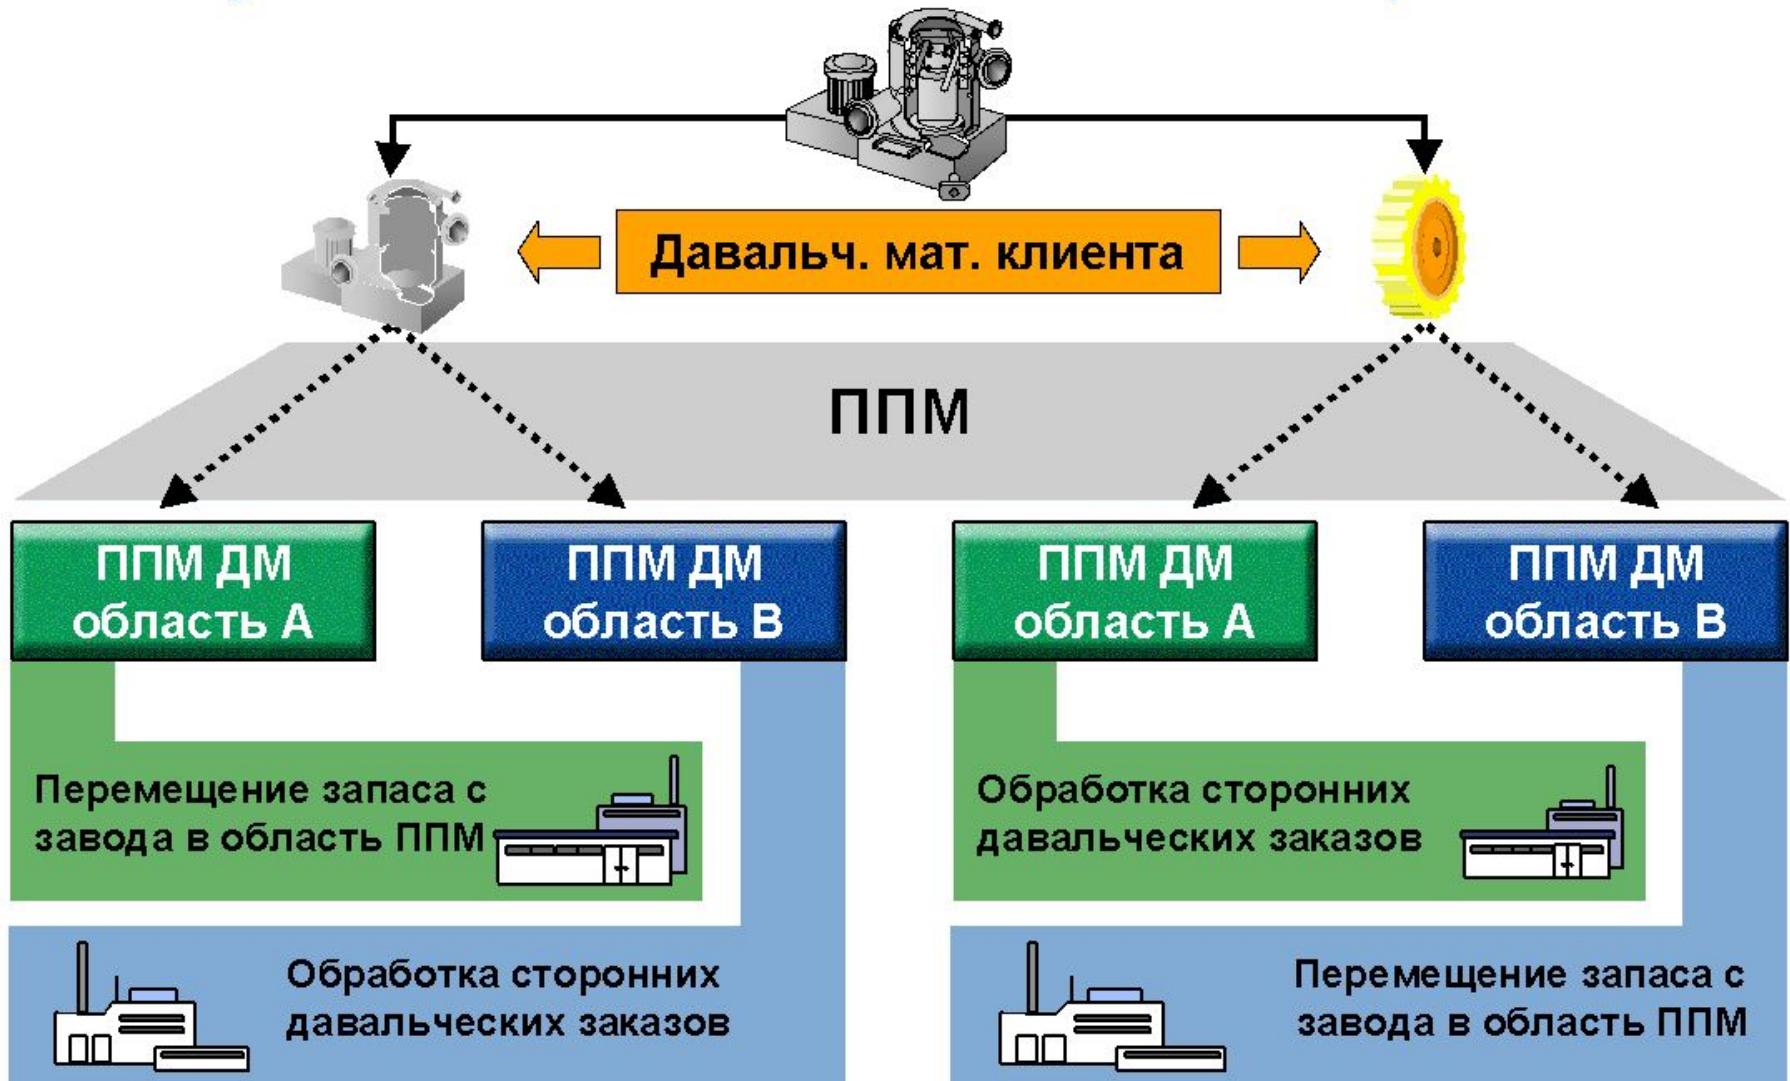 Давальч. мат. клиента
ППМ
ППМ ДМ
область А
ППМ ДМ
область В
ППМ ДМ
область А
ППМ ДМ
область В
Перемещение запаса с
завода в область ППМ
Обработка сторонних
давальческих заказов
Обработка сторонних
давальческих заказов
Перемещение запаса с
завода в область ППМ